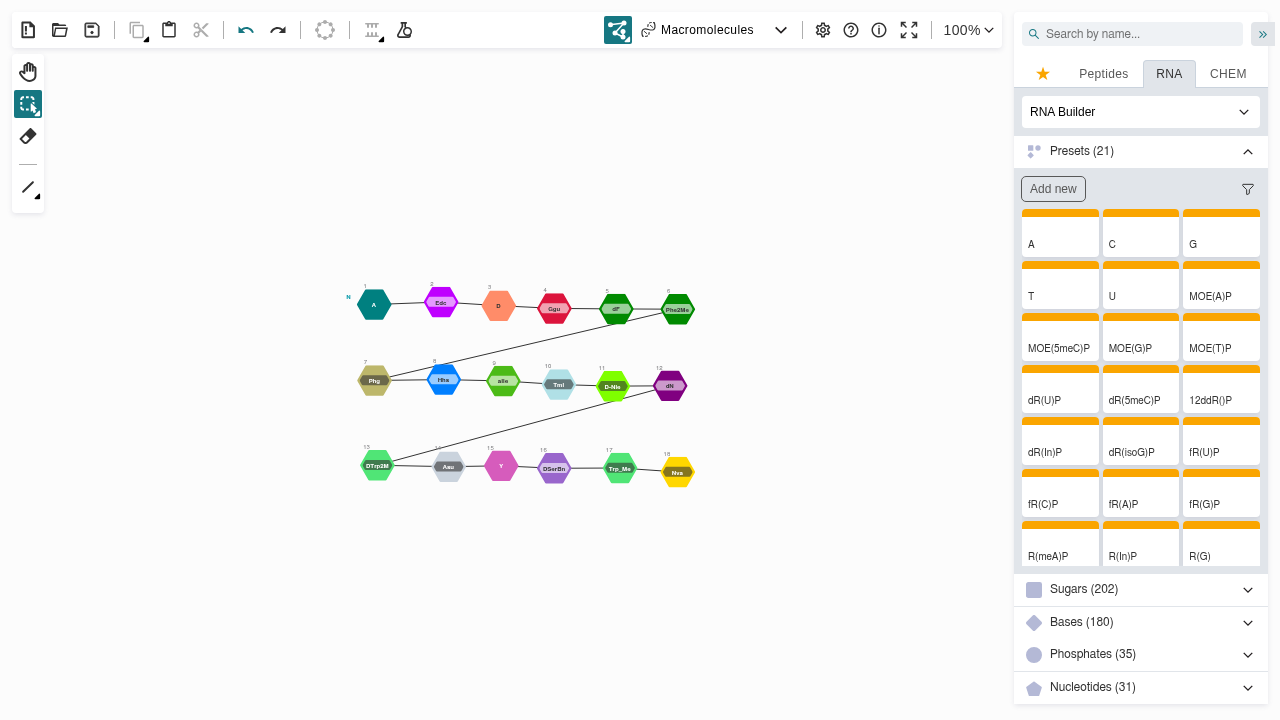 Macromolecules
100%
Search by name...
Peptides
RNA
CHEM
RNA Builder
Presets (21)
Add new
A
C
G
T
U
MOE(A)P
MOE(5meC)P
MOE(G)P
MOE(T)P
dR(U)P
dR(5meC)P
12ddR()P
dR(In)P
dR(isoG)P
fR(U)P
fR(C)P
fR(A)P
fR(G)P
R(meA)P
R(In)P
R(G)
Sugars (202)
Bases (180)
Phosphates (35)
Nucleotides (31)
1 2 3 4 5 6
N A Edc D Ggu dF Phe2Me
7 8 9 10 11 12
Phg Hhs aIle Tml D-Nle dN
13 14 15 16 17 18
DTrp2M Aau Y DSerBn Trp_Me Nva